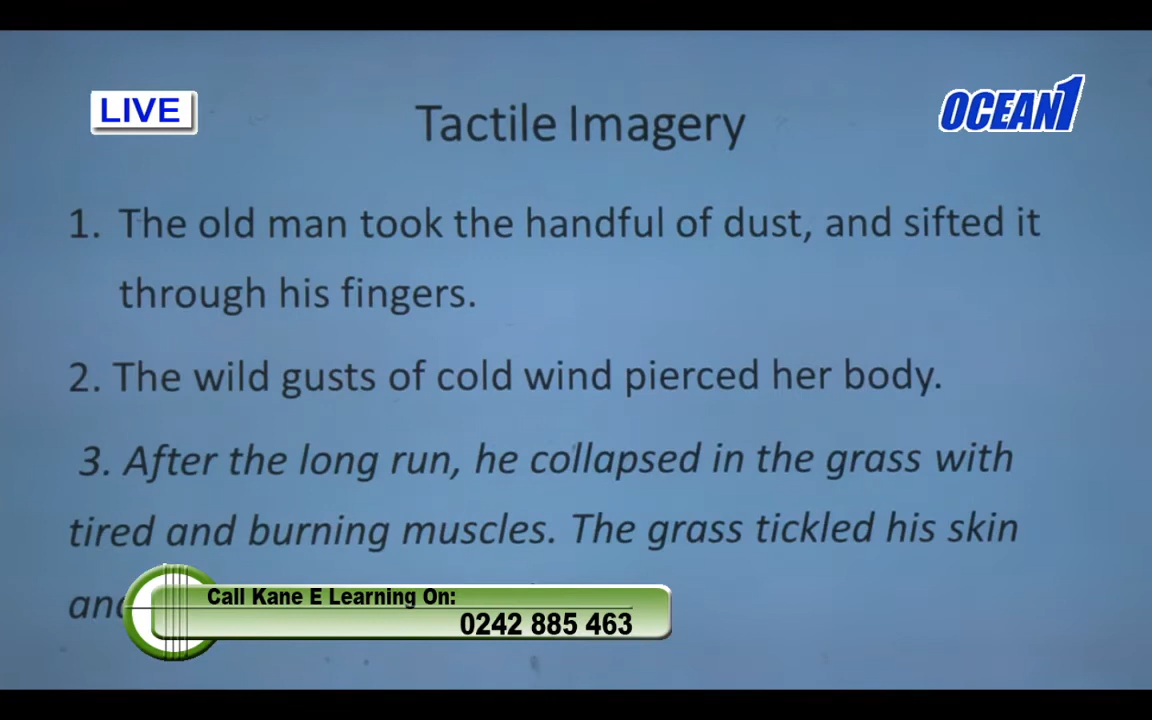 LIVE
OCEAN1
Tactile Imagery
1. The old man took the handful of dust, and sifted it
through his fingers.
2. The wild gusts of cold wind pierced her body.
3. After the long run, he collapsed in the grass with
tired and burning muscles. The grass tickled his skin
Call Kane E Learning On:
0242 885 463